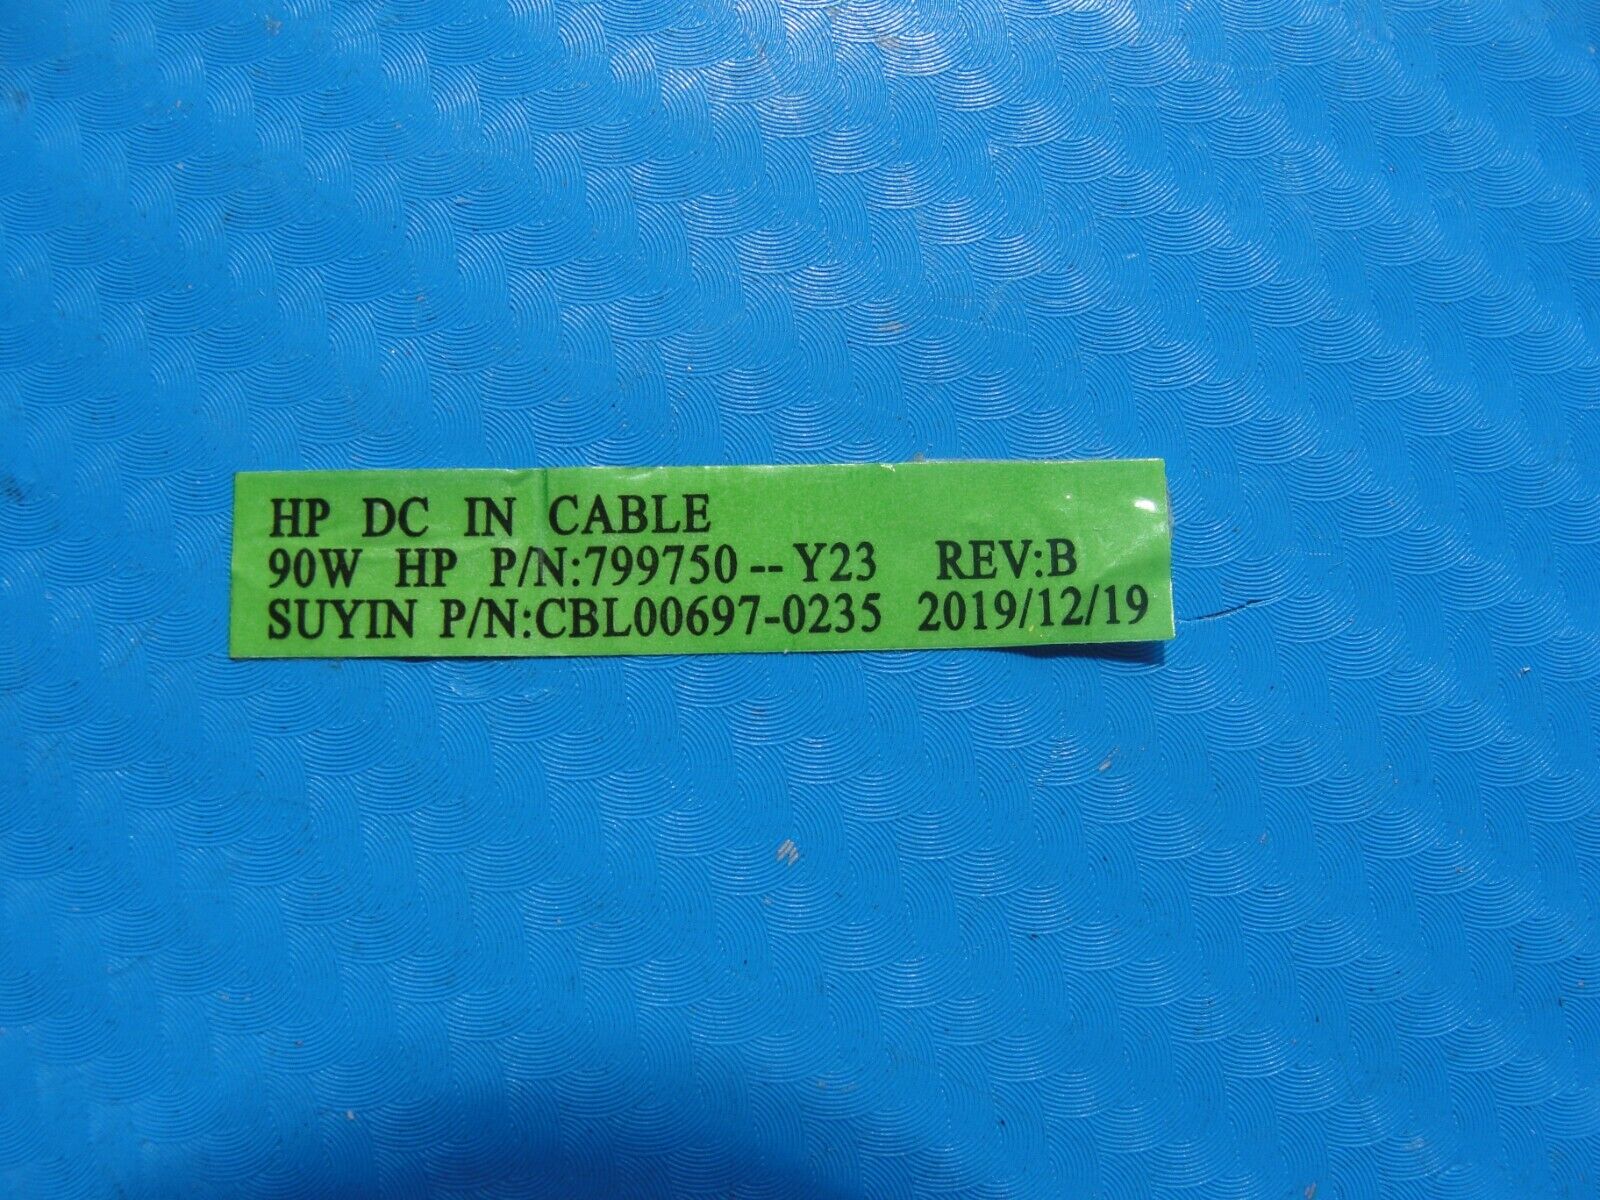 HP DC IN CABLE
90W HP P/N:799750--Y23 REV:B
SUYIN P/N:CBL00697-0235 2019/12/19